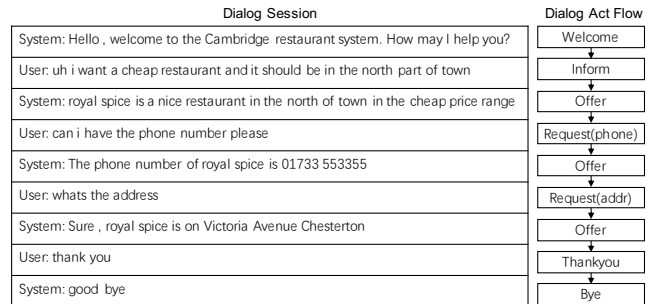 Dialog Session Dialog Act Flow
System: Hello , welcome to the Cambridge restaurant system. How may I help you? Welcome
User: uh i want a cheap restaurant and it should be in the north part of town Inform
System: royal spice is a nice restaurant in the north of town in the cheap price range Offer
User: can i have the phone number please Request(phone)
System: The phone number of royal spice is 01733 553355 Offer
User: whats the address Request(addr)
System: Sure , royal spice is on Victoria Avenue Chesterton Offer
User: thank you Thankyou
System: good bye Bye